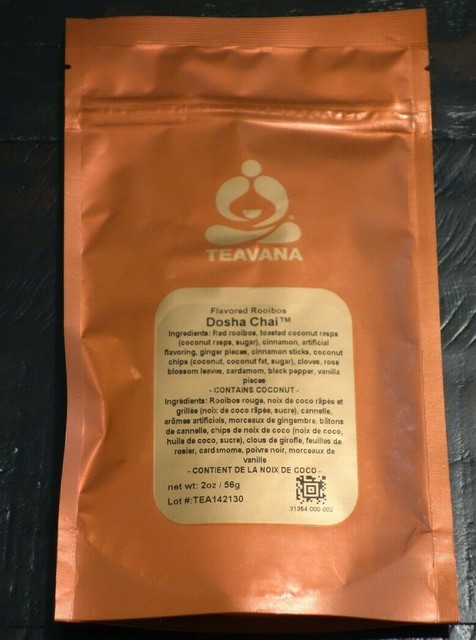 TEAVANA
Flavored Rooibos
Dosha Chai™
Ingredients: Red rooibos, toasted coconut rasps
(coconut rasps, sugar), cinnamon, artificial
flavoring, ginger pieces, cinnamon sticks, coconut
chips (coconut, coconut fat, sugar), cloves, rose
blossom leaves, cardamom, black pepper, vanilla
pieces
- CONTAINS COCONUT -
Ingrédients: Rooibos rouge, noix de coco râpée et
grillée (noix de coco râpée, sucre), cannelle,
arômes artificiels, morceaux de gingembre, bâtons
de cannelle, chips de noix de coco (noix de coco,
huile de coco, sucre), clous de girofle, feuilles de
rosier, cardamome, poivre noir, morceaux de
vanille
- CONTIENT DE LA NOIX DE COCO -
net wt: 2oz / 56g
Lot #:TEA142130
31364 000 002